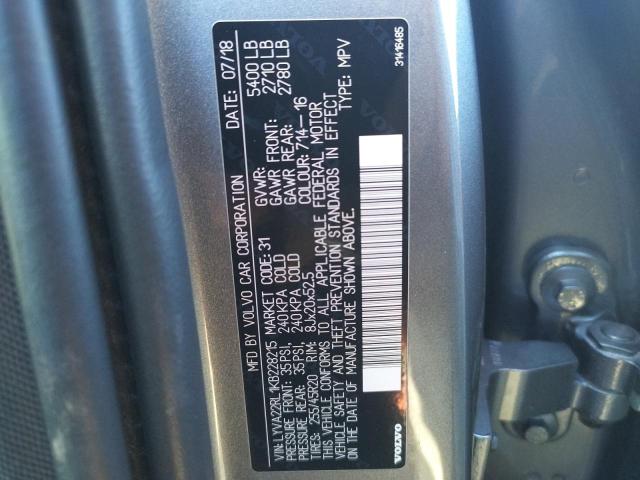 MFD BY VOLVO CAR CORPORATION DATE: 07/18
VIN: LYVA22RL1KB228215 MARKET CODE: 31 GVWR: 5400 LB
PRESSURE FRONT: 35PSI, 240KPA COLD GAWR FRONT: 2710 LB
PRESSURE REAR: 35PSI, 240KPA COLD GAWR REAR: 2780 LB
TIRES: 255/45R20 RIM: 8Jx20x52.5 COLOUR: 714-16
THIS VEHICLE CONFORMS TO ALL APPLICABLE FEDERAL MOTOR
VEHICLE SAFETY AND THEFT PREVENTION STANDARDS IN EFFECT
ON THE DATE OF MANUFACTURE SHOWN ABOVE. TYPE: MPV
VOLVO
VOLVO 31416485